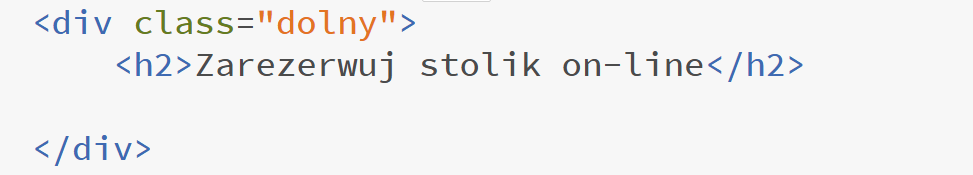 <div class="dolny">
<h2>Zarezerwuj stolik on-line</h2>
</div>